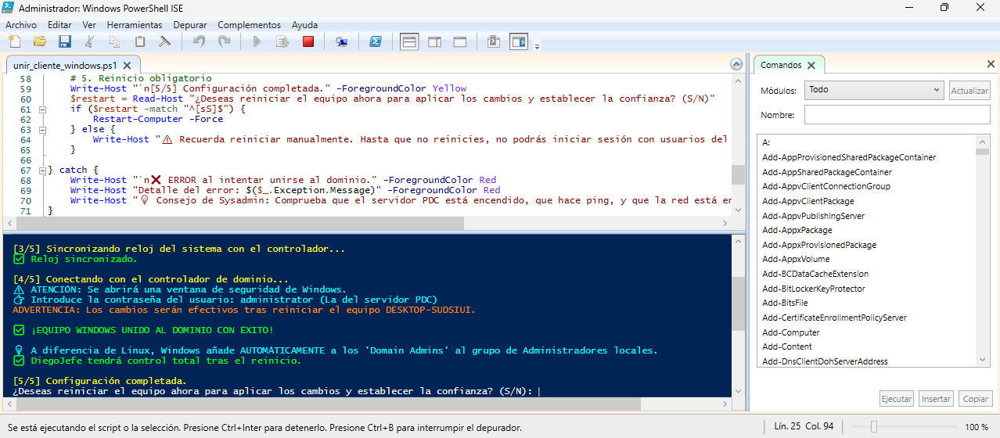 Administrador: Windows PowerShell ISE
Archivo Editar Ver Herramientas Depurar Complementos Ayuda
unir_cliente_windows.ps1
58 # 5. Reinicio obligatorio
59 Write-Host "`n[5/5] Configuración completada." -ForegroundColor Yellow
60 $restart = Read-Host "¿Deseas reiniciar el equipo ahora para aplicar los cambios y establecer la confianza? (S/N)"
61 if ($restart -match "^[sS]$") {
62 Restart-Computer -Force
63 } else {
64 Write-Host "⚠ Recuerda reiniciar manualmente. Hasta que no reinicies, no podrás iniciar sesión con usuarios del
65 }
66
67 } catch {
68 Write-Host "`n❌ ERROR al intentar unirse al dominio." -ForegroundColor Red
69 Write-Host "Detalle del error: $($_.Exception.Message)" -ForegroundColor Red
70 Write-Host "💡 Consejo de Sysadmin: Comprueba que el servidor PDC está encendido, que hace ping, y que la red está er
71 }
[3/5] Sincronizando reloj del sistema con el controlador...
✅ Reloj sincronizado.
[4/5] Conectando con el controlador de dominio...
⚠ ATENCIÓN: Se abrirá una ventana de seguridad de Windows.
👉 Introduce la contraseña del usuario: administrator (La del servidor PDC)
ADVERTENCIA: Los cambios serán efectivos tras reiniciar el equipo DESKTOP-SUDSIUI.
✅ ¡EQUIPO WINDOWS UNIDO AL DOMINIO CON ÉXITO!
💡 A diferencia de Linux, Windows añade AUTOMÁTICAMENTE a los 'Domain Admins' al grupo de Administradores locales.
✅ DiegoJefe tendrá control total tras el reinicio.
[5/5] Configuración completada.
¿Deseas reiniciar el equipo ahora para aplicar los cambios y establecer la confianza? (S/N):
Comandos
Módulos: Todo Actualizar
Nombre:
A:
Add-AppProvisionedSharedPackageContainer
Add-AppSharedPackageContainer
Add-AppvClientConnectionGroup
Add-AppvClientPackage
Add-AppvPublishingServer
Add-AppxPackage
Add-AppxProvisionedPackage
Add-AppxVolume
Add-BCDataCacheExtension
Add-BitLockerKeyProtector
Add-BitsFile
Add-CertificateEnrollmentPolicyServer
Add-Computer
Add-Content
Add-DnsClientDohServerAddress
Ejecutar Insertar Copiar
Se está ejecutando el script o la selección. Presione Ctrl+Inter para detenerlo. Presione Ctrl+B para interrumpir el depurador.
Lín. 25 Col. 94 100 %